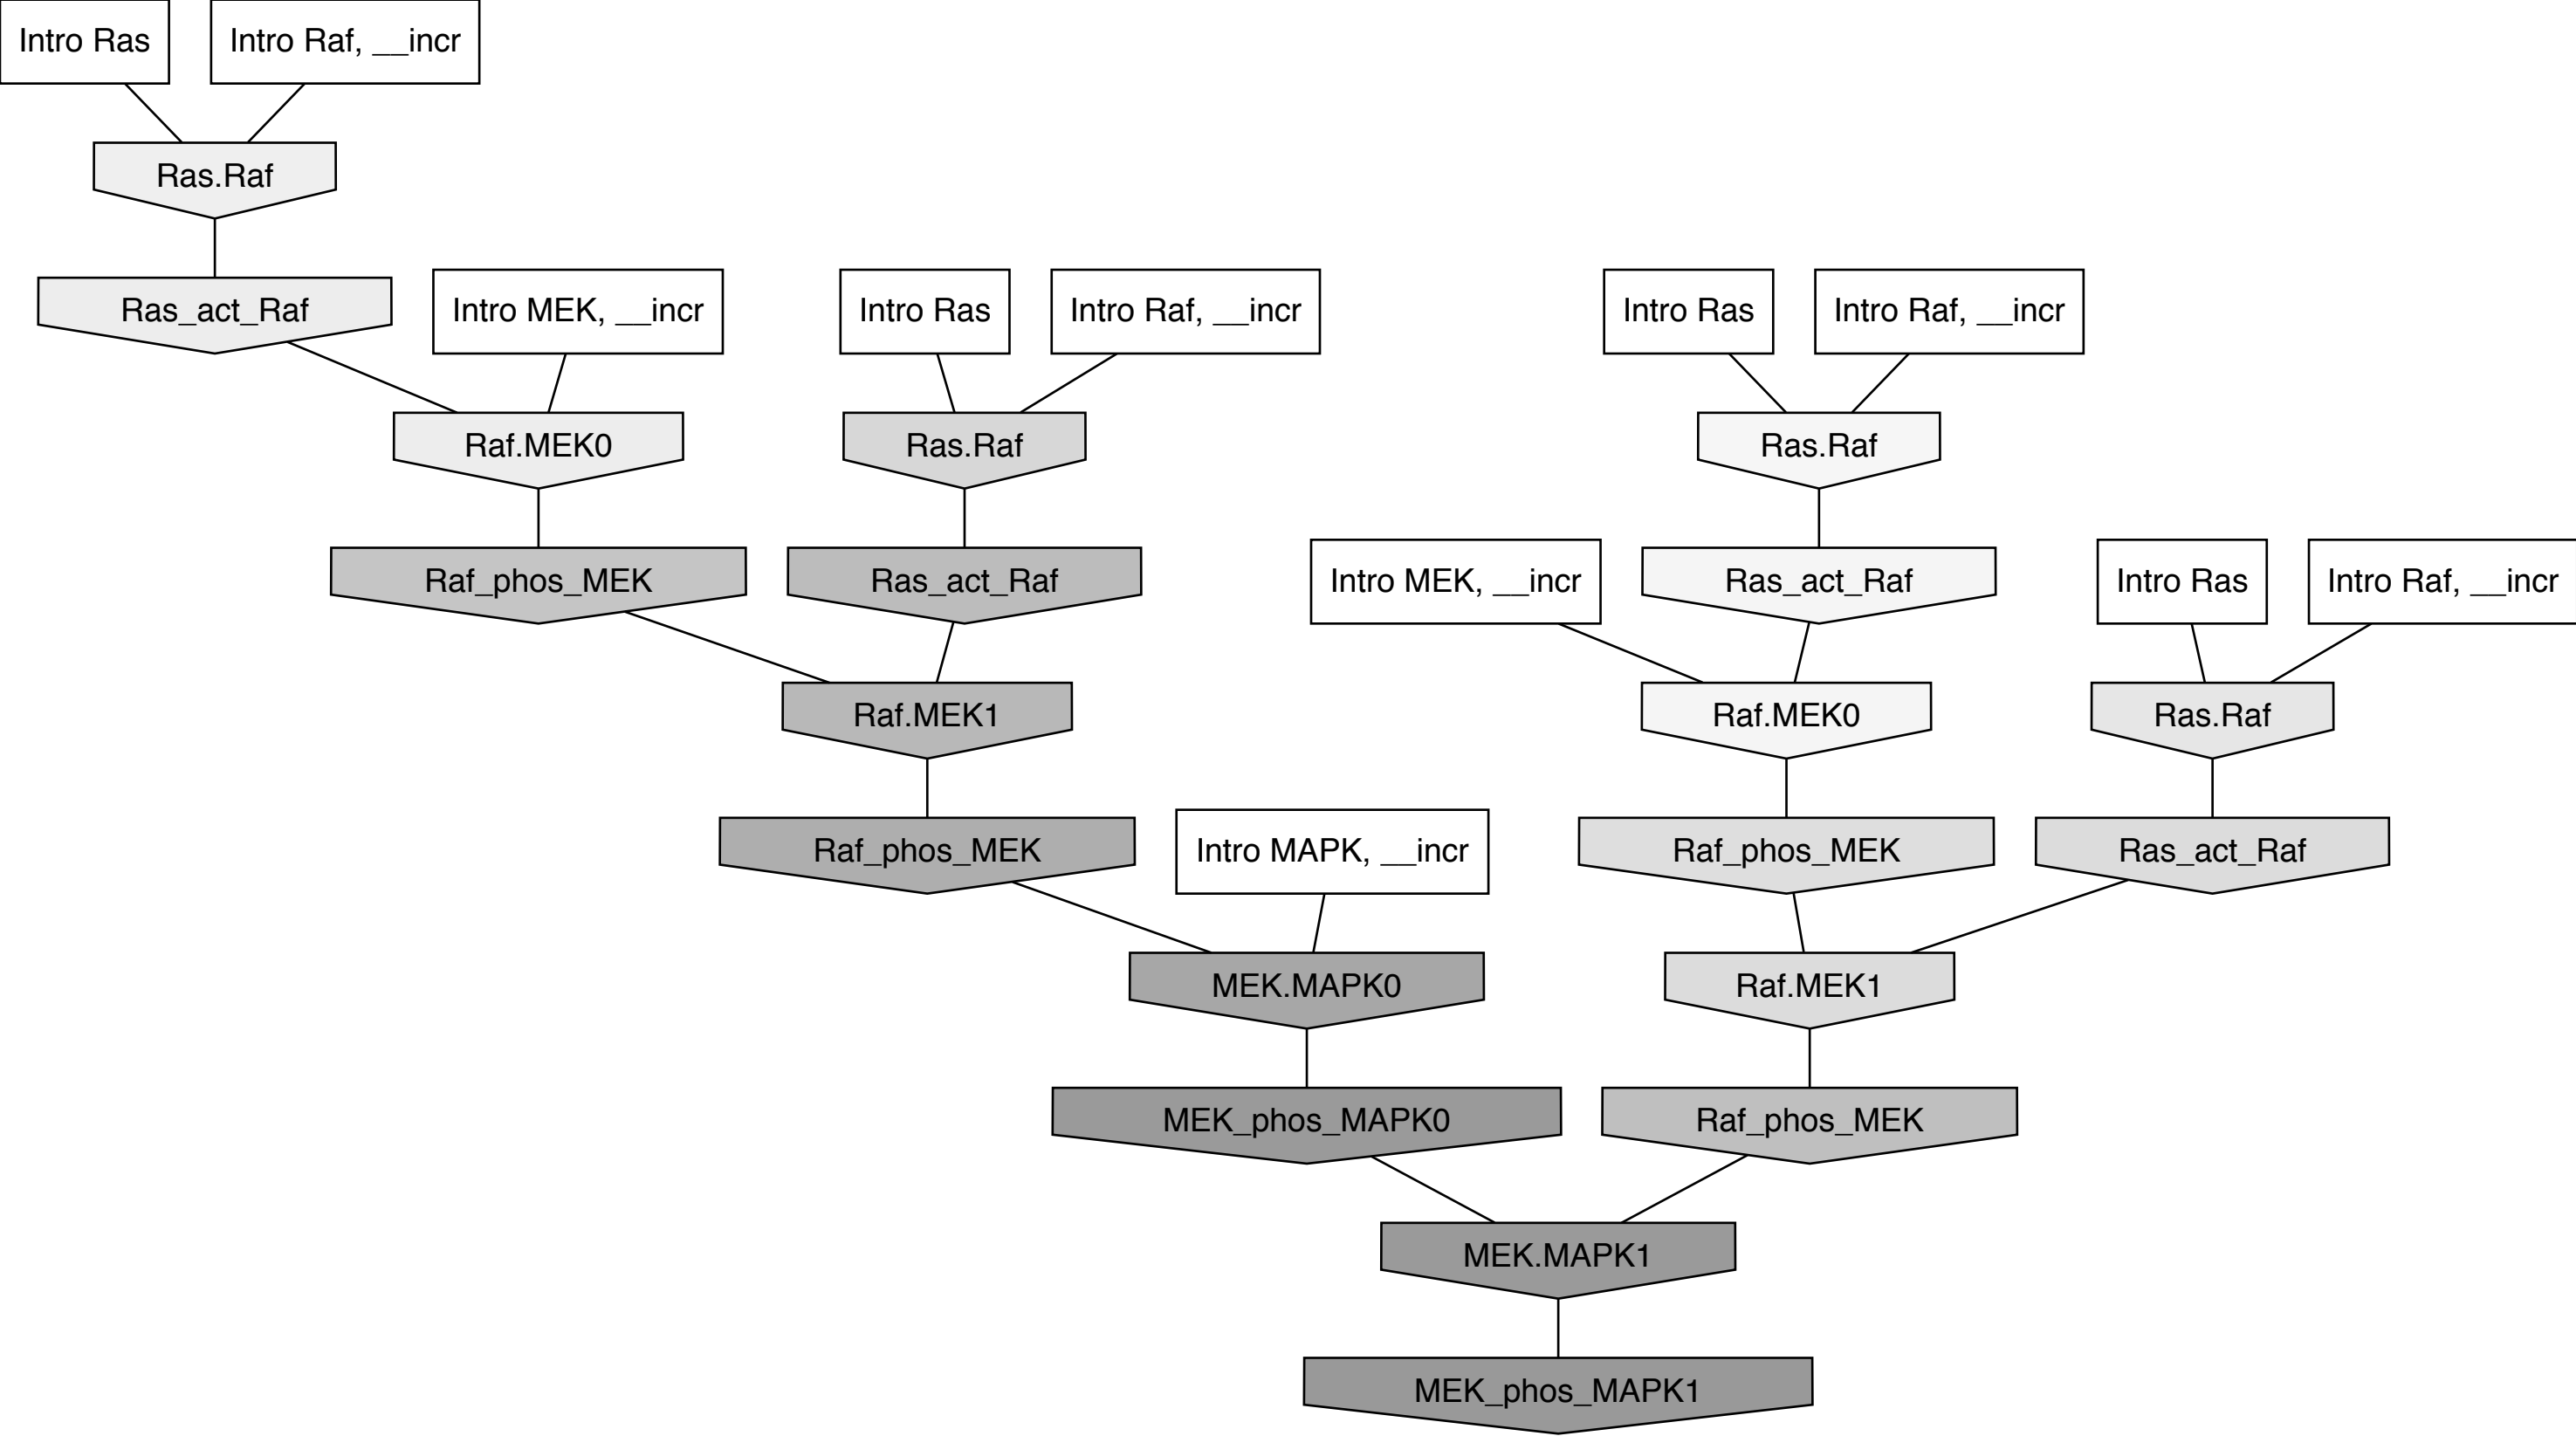 Intro Ras
Intro Raf, __incr
Ras.Raf
Ras_act_Raf
Intro MEK, __incr
Intro Ras
Intro Raf, __incr
Intro Ras
Intro Raf, __incr
Raf.MEK0
Ras.Raf
Ras.Raf
Raf_phos_MEK
Ras_act_Raf
Intro MEK, __incr
Ras_act_Raf
Intro Ras
Intro Raf, __incr
Raf.MEK1
Raf.MEK0
Ras.Raf
Raf_phos_MEK
Intro MAPK, __incr
Raf_phos_MEK
Ras_act_Raf
MEK.MAPK0
Raf.MEK1
MEK_phos_MAPK0
Raf_phos_MEK
MEK.MAPK1
MEK_phos_MAPK1